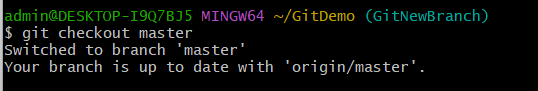 admin@DESKTOP-I9Q7BJ5 MINGW64 ~/GitDemo (GitNewBranch)
$ git checkout master
Switched to branch 'master'
Your branch is up to date with 'origin/master'.